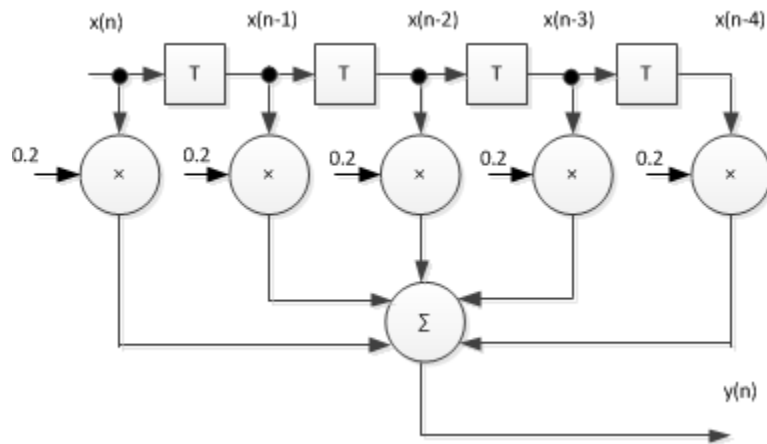 x(n) x(n-1) x(n-2) x(n-3) x(n-4)
T T T T
0.2 0.2 0.2 0.2 0.2
× × × × ×
Σ
y(n)